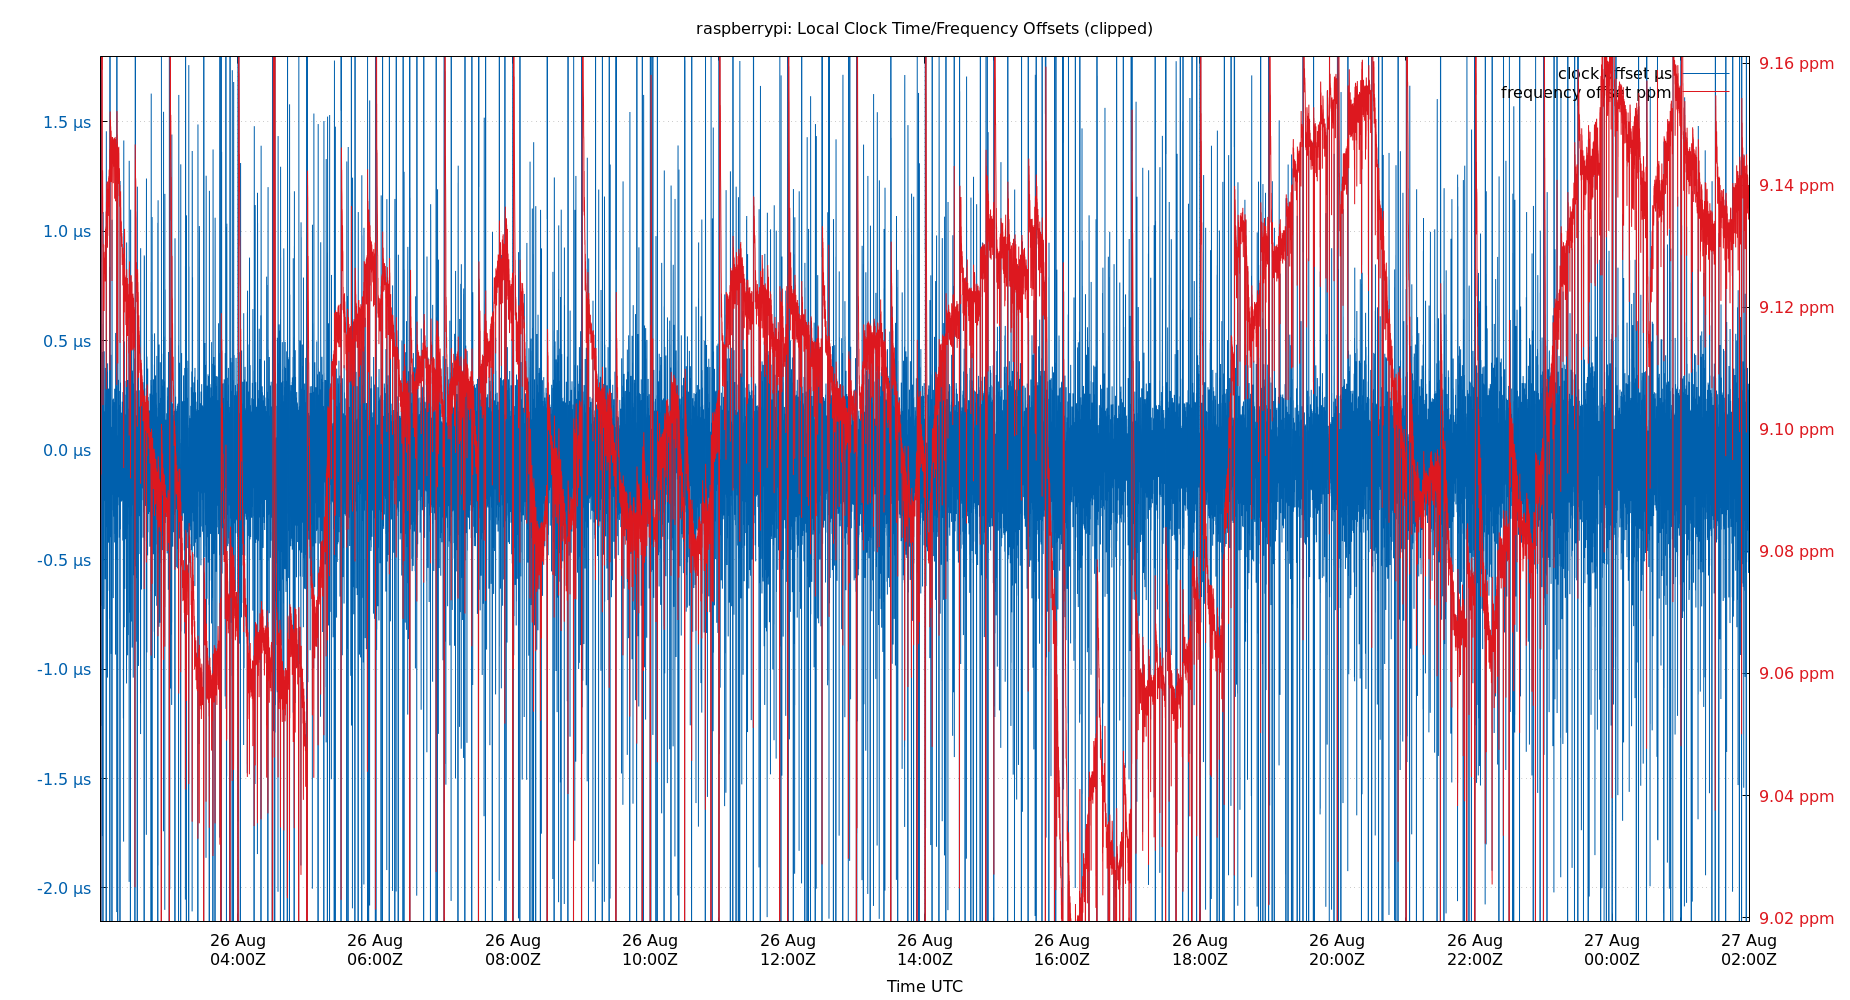 raspberrypi: Local Clock Time/Frequency Offsets (clipped)
clock offset µs
frequency offset ppm
1.5 µs
1.0 µs
0.5 µs
0.0 µs
-0.5 µs
-1.0 µs
-1.5 µs
-2.0 µs
9.16 ppm
9.14 ppm
9.12 ppm
9.10 ppm
9.08 ppm
9.06 ppm
9.04 ppm
9.02 ppm
26 Aug 26 Aug 26 Aug 26 Aug 26 Aug 26 Aug 26 Aug 26 Aug 26 Aug 26 Aug 27 Aug 27 Aug
04:00Z 06:00Z 08:00Z 10:00Z 12:00Z 14:00Z 16:00Z 18:00Z 20:00Z 22:00Z 00:00Z 02:00Z
Time UTC